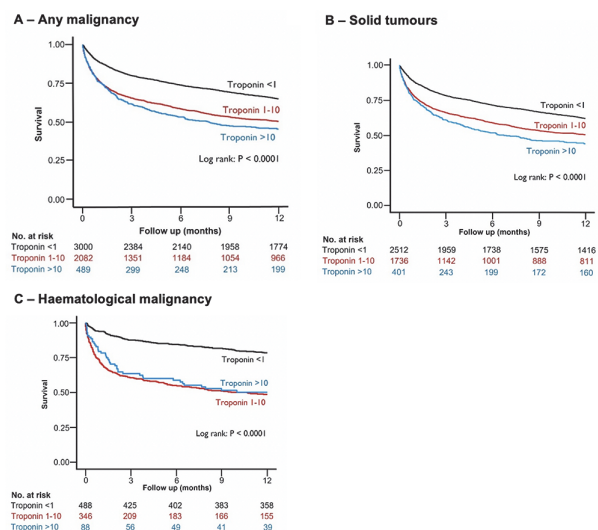 A – Any malignancy
1.00
0.75
0.50
0.25
0.00
Survival
Troponin <1
Troponin 1-10
Troponin >10
Log rank: P < 0.0001
0 3 6 9 12
Follow up (months)
No. at risk
Troponin <1 3000 2384 2140 1958 1774
Troponin 1-10 2082 1351 1184 1054 966
Troponin >10 489 299 248 213 199
B – Solid tumours
1.00
0.75
0.50
0.25
0.00
Survival
Troponin <1
Troponin 1-10
Troponin >10
Log rank: P < 0.0001
0 3 6 9 12
Follow up (months)
No. at risk
Troponin <1 2512 1959 1738 1575 1416
Troponin 1-10 1736 1142 1001 888 811
Troponin >10 401 243 199 172 160
C – Haematological malignancy
1.00
0.75
0.50
0.25
0.00
Survival
Troponin <1
Troponin >10
Troponin 1-10
Log rank: P < 0.0001
0 3 6 9 12
Follow up (months)
No. at risk
Troponin <1 488 425 402 383 358
Troponin 1-10 346 209 183 166 155
Troponin >10 88 56 49 41 39